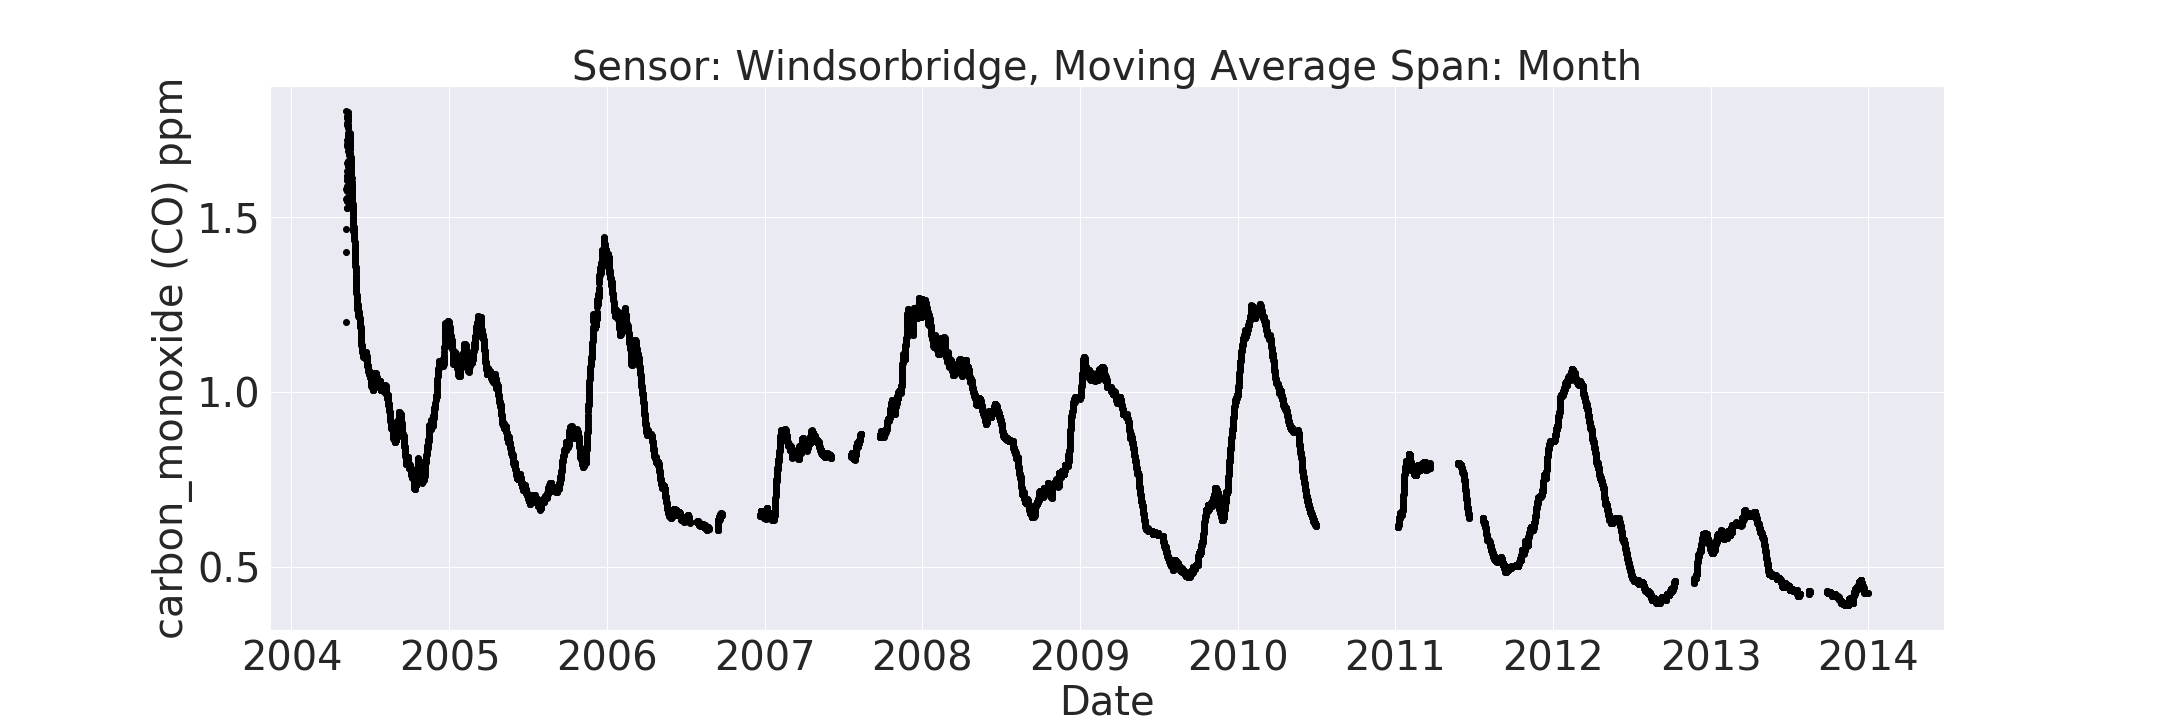 Sensor: Windsorbridge, Moving Average Span: Month
carbon_monoxide (CO) ppm
1.5
1.0
0.5
2004 2005 2006 2007 2008 2009 2010 2011 2012 2013 2014
Date